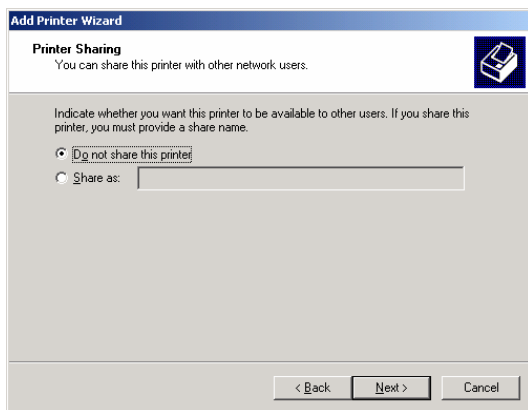 Add Printer Wizard
Printer Sharing
You can share this printer with other network users.
Indicate whether you want this printer to be available to other users. If you share this
printer, you must provide a share name.
Do not share this printer
Share as:
< Back Next > Cancel